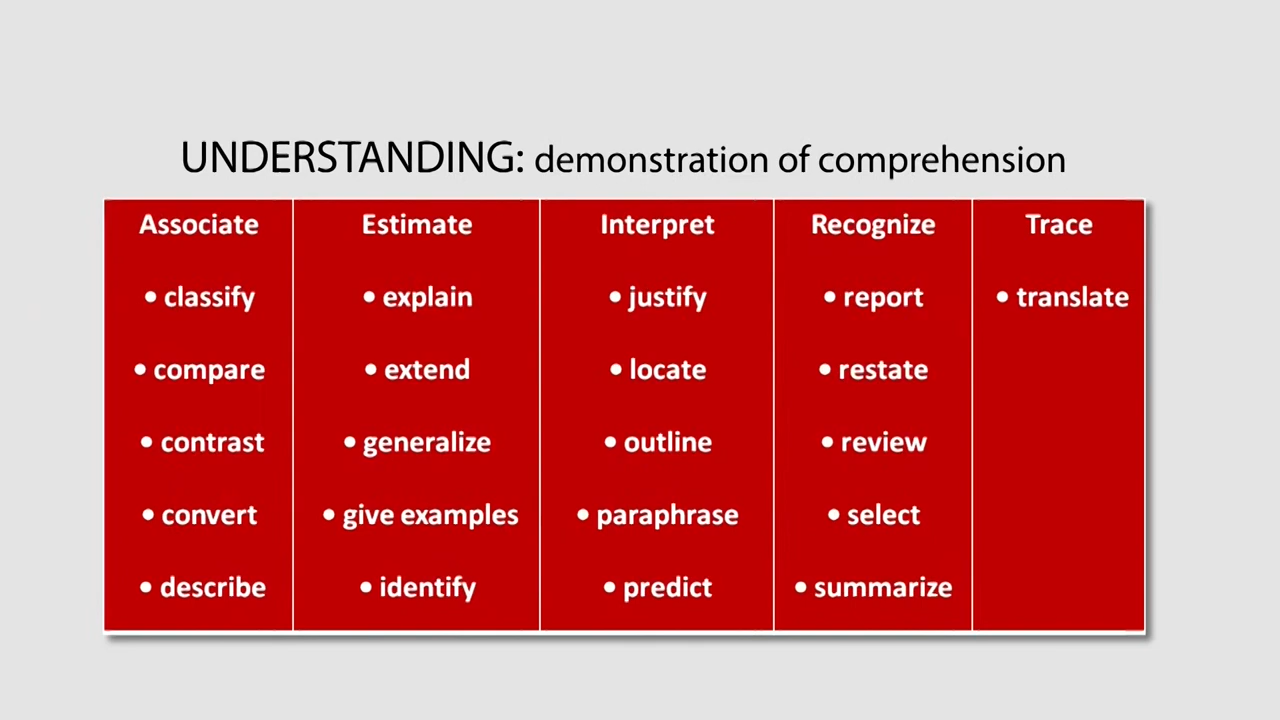 UNDERSTANDING: demonstration of comprehension
Associate Estimate Interpret Recognize Trace
• classify • explain • justify • report • translate
• compare • extend • locate • restate
• contrast • generalize • outline • review
• convert • give examples • paraphrase • select
• describe • identify • predict • summarize